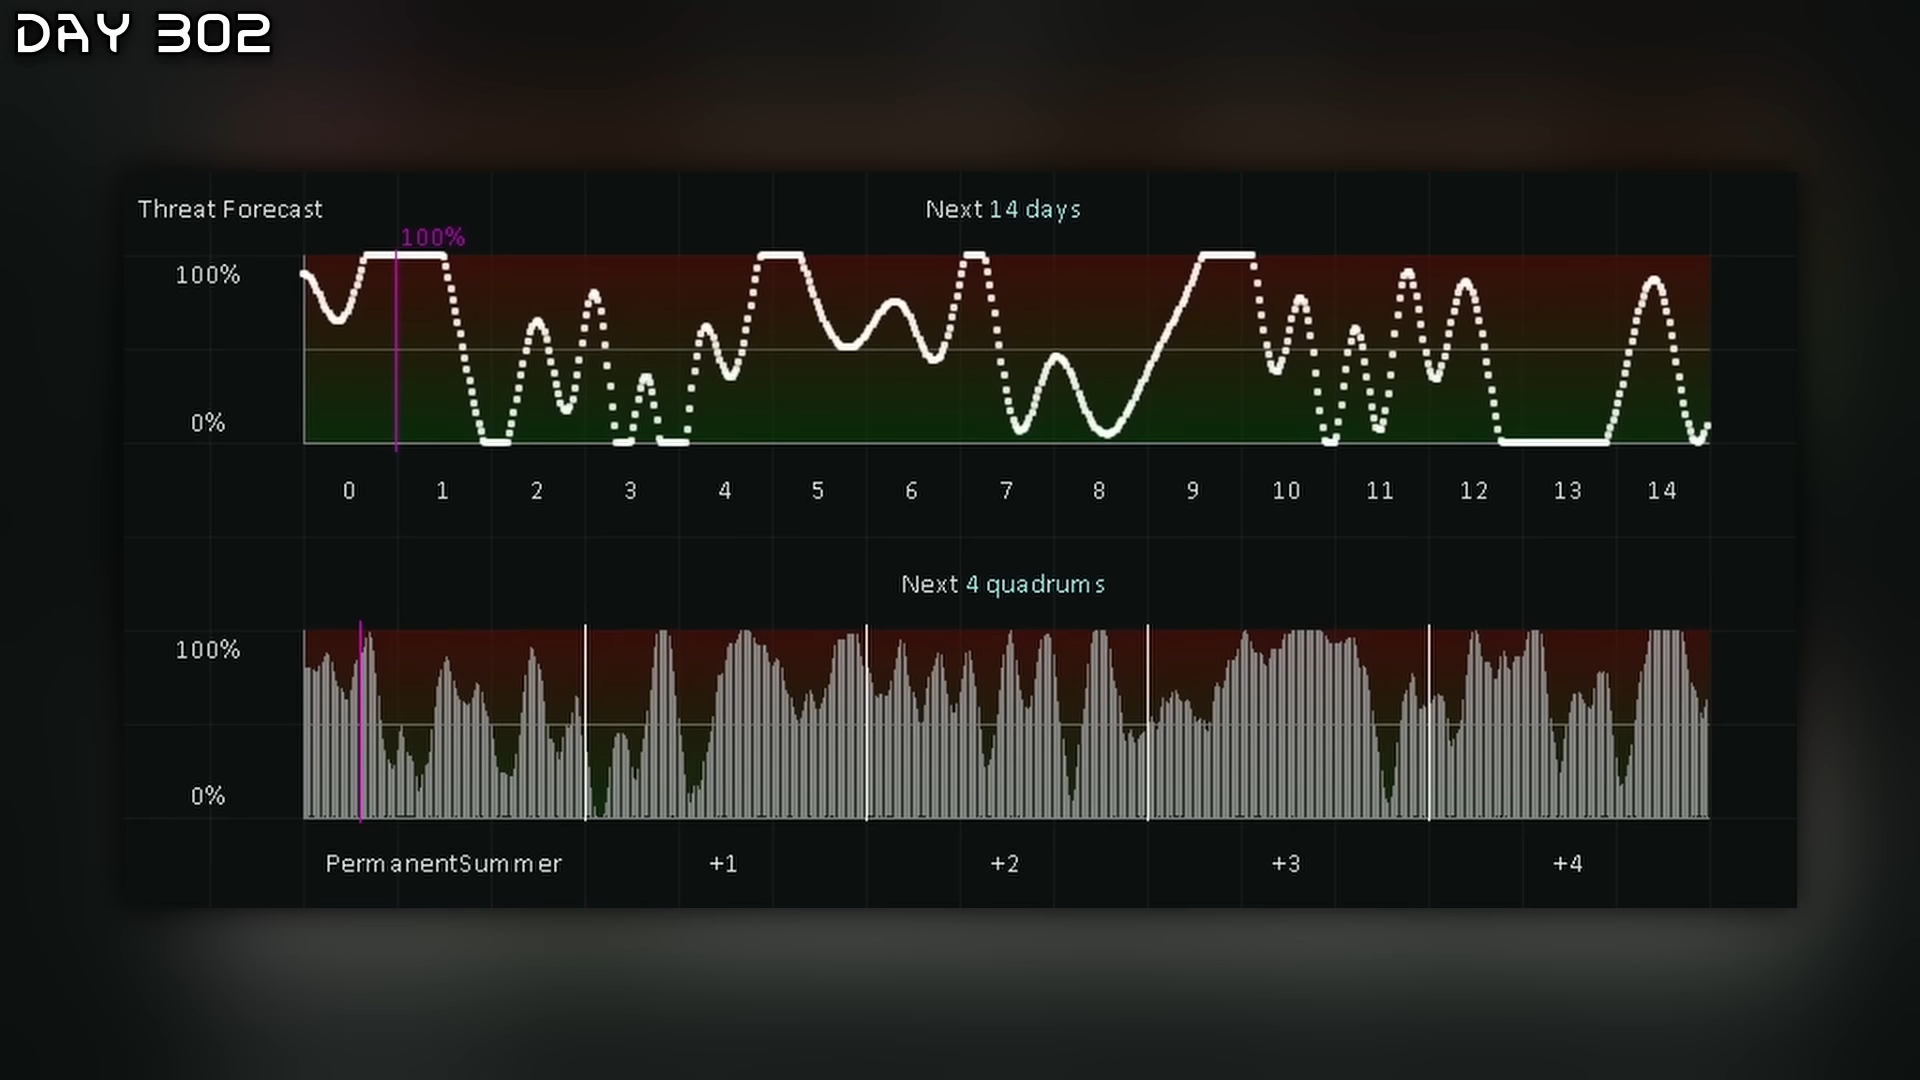 DAY 302
Threat Forecast
Next 14 days
100%
100%
0%
0 1 2 3 4 5 6 7 8 9 10 11 12 13 14
Next 4 quadrums
100%
0%
PermanentSummer +1 +2 +3 +4